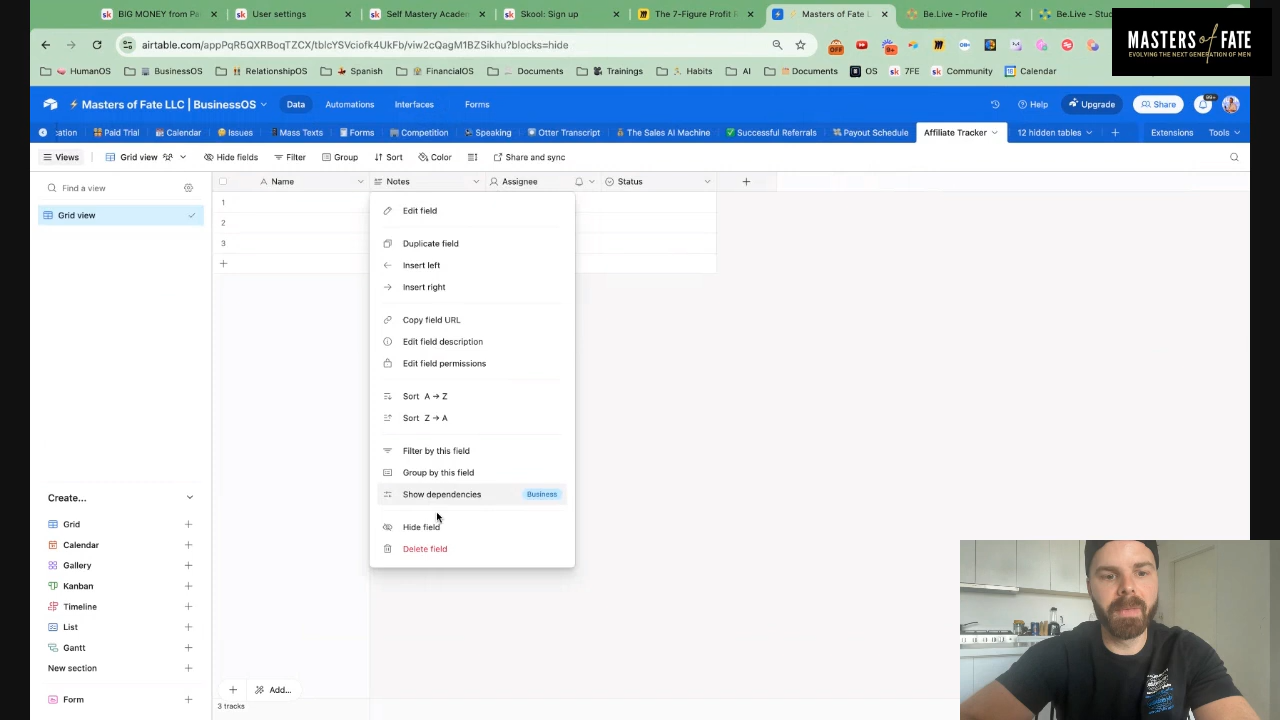 BIG MONEY from Pa
User settings
Self Mastery Academ
Skool: Sign up
The 7-Figure Profit F
Masters of Fate L
Be.Live - Profile
Be.Live - Stu
MASTERS of FATE
EVOLVING THE NEXT GENERATION OF MEN
airtable.com/appPqR5QXRBoqTZCX/tblcYSVciofk4UkFb/viw2cQagM1BZSikhu?blocks=hide
OFF
HumanOS
BusinessOS
RelationshipOS
SpanishOS
FinancialOS
Documents
Trainings
Habits
AI
Documents
OS
7FE
Community
Calendar
Masters of Fate LLC | BusinessOS
Data
Automations
Interfaces
Forms
Help
Upgrade
Share
99+
cation
Paid Trial
Calendar
Issues
Mass Texts
Forms
Competition
Speaking
Otter Transcript
The Sales AI Machine
Successful Referrals
Payout Schedule
Affiliate Tracker
12 hidden tables
Extensions
Tools
Views
Grid view
Hide fields
Filter
Group
Sort
Color
Share and sync
Find a view
Name
Notes
Assignee
Status
Grid view
1
2
3
Edit field
Duplicate field
Insert left
Insert right
Copy field URL
Edit field description
Edit field permissions
Sort A → Z
Sort Z → A
Filter by this field
Group by this field
Show dependencies
Business
Hide field
Delete field
Create...
Grid
Calendar
Gallery
Kanban
Timeline
List
Gantt
New section
Form
Add...
3 tracks